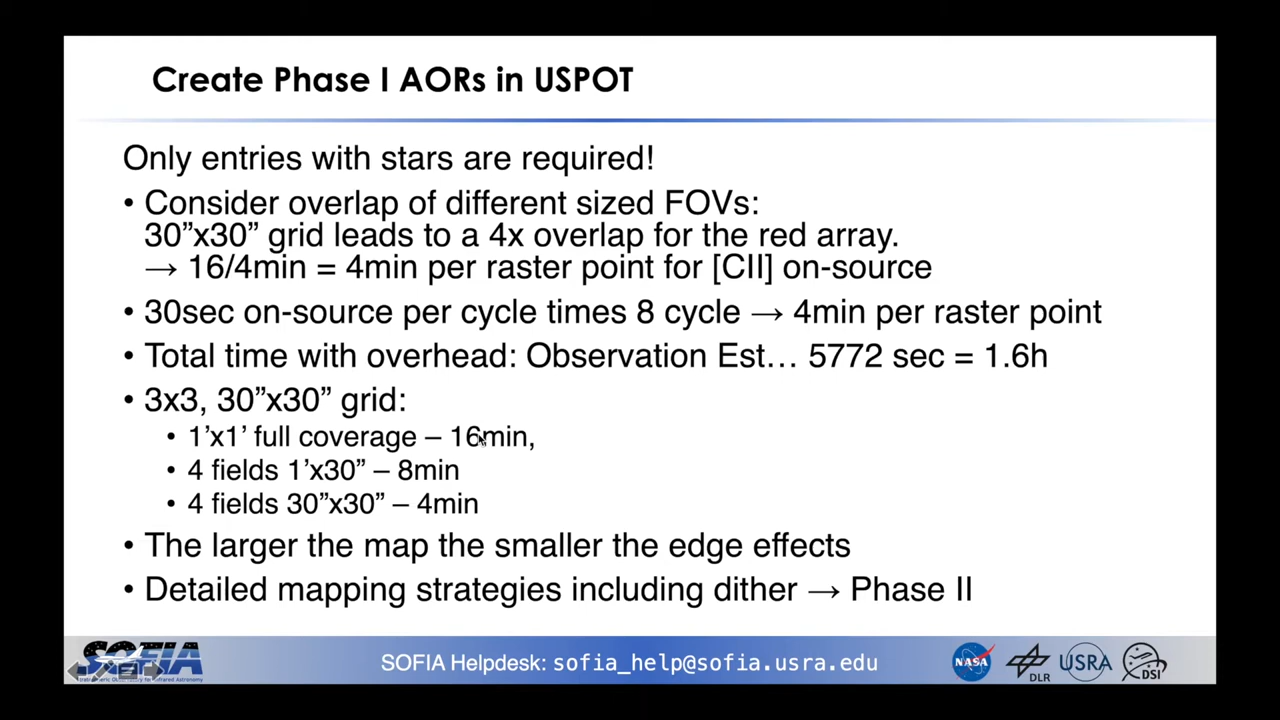 Create Phase I AORs in USPOT
Only entries with stars are required!
• Consider overlap of different sized FOVs:
30”x30” grid leads to a 4x overlap for the red array.
→ 16/4min = 4min per raster point for [CII] on-source
• 30sec on-source per cycle times 8 cycle → 4min per raster point
• Total time with overhead: Observation Est… 5772 sec = 1.6h
• 3x3, 30”x30” grid:
• 1’x1’ full coverage – 16min,
• 4 fields 1’x30” – 8min
• 4 fields 30”x30” – 4min
• The larger the map the smaller the edge effects
• Detailed mapping strategies including dither → Phase II
SOFIA
SOFIA Helpdesk: sofia_help@sofia.usra.edu
NASA
DLR
USRA
DSI